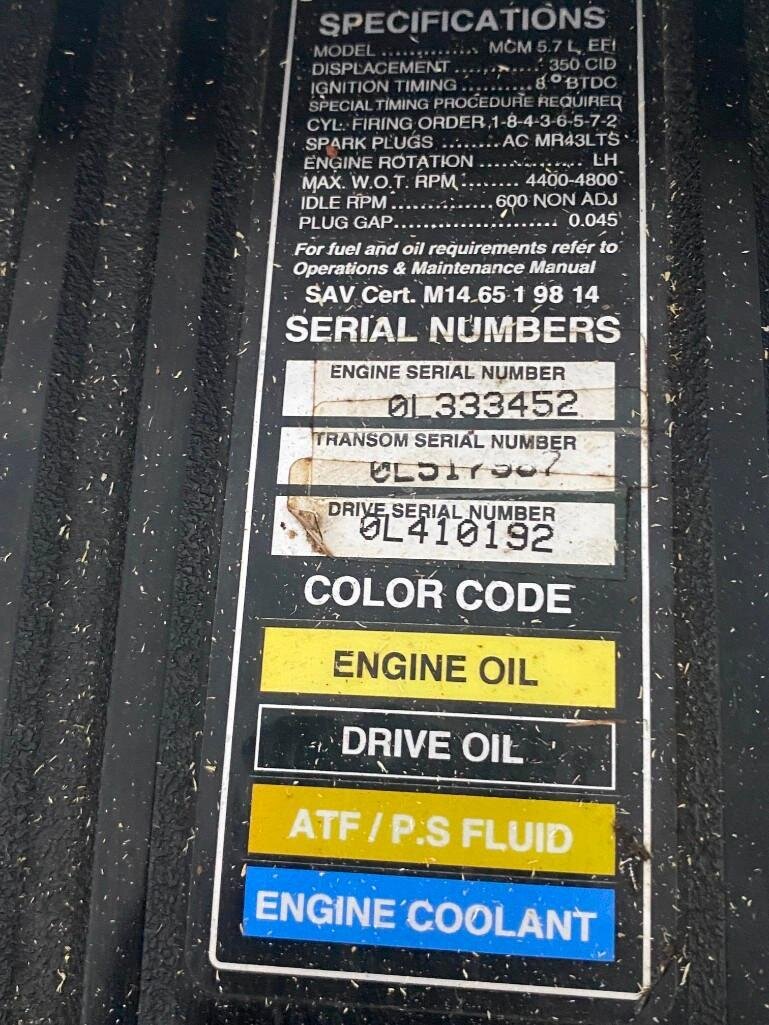 SPECIFICATIONS
MODEL .............. MCM 5.7 L EFI
DISPLACEMENT ............ 350 CID
IGNITION TIMING .......... 8° BTDC
SPECIAL TIMING PROCEDURE REQUIRED
CYL. FIRING ORDER .1-8-4-3-6-5-7-2
SPARK PLUGS ........ AC MR43LTS
ENGINE ROTATION .............. LH
MAX. W.O.T. RPM ........ 4400-4800
IDLE RPM .............. 600 NON ADJ
PLUG GAP...................... 0.045
For fuel and oil requirements refer to
Operations & Maintenance Manual
SAV Cert. M14 65 1 98 14
SERIAL NUMBERS
ENGINE SERIAL NUMBER
0L333452
TRANSOM SERIAL NUMBER
DRIVE SERIAL NUMBER
0L410192
COLOR CODE
ENGINE OIL
DRIVE OIL
ATF / P.S FLUID
ENGINE COOLANT